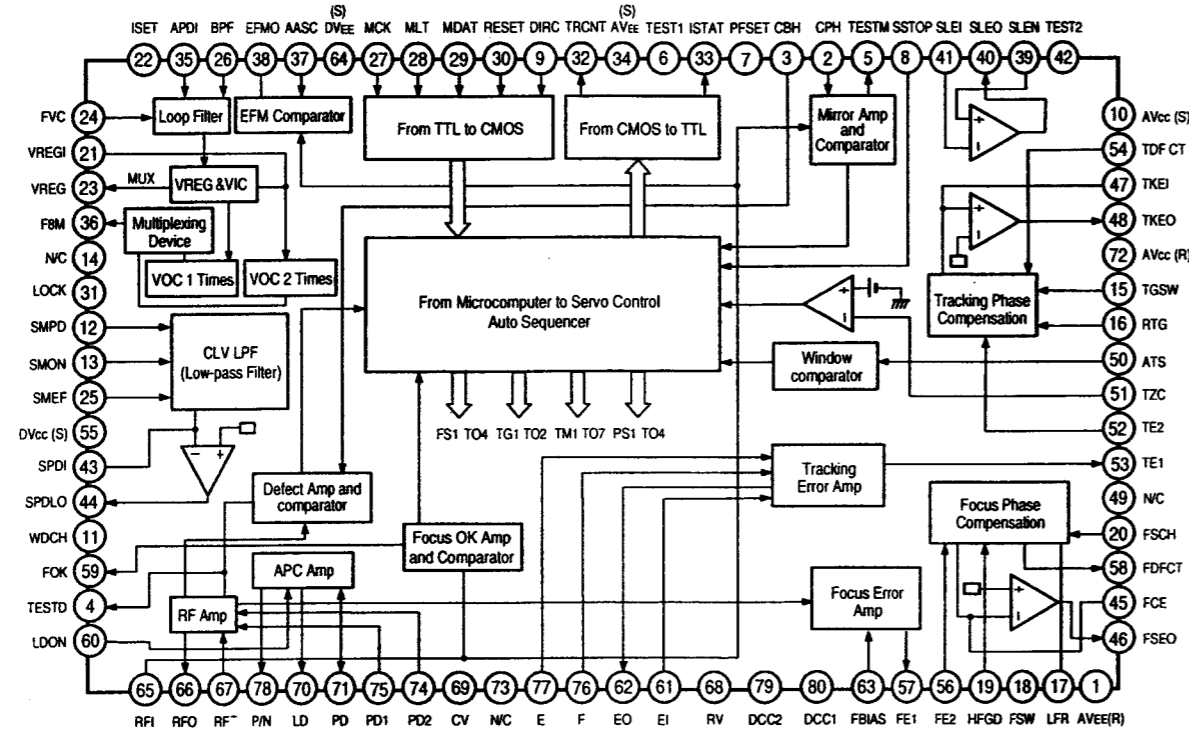 (S) (S)
ISET APDI BPF EFMO AASC DVEE MCK MLT MDAT RESET DIRC TRCNT AVEE TEST1 ISTAT PFSET CBH CPH TESTM SSTOP SLEI SLEO SLEN TEST2
22 35 26 38 37 64 27 28 29 30 9 32 34 6 33 7 3 2 5 8 41 40 39 42
FVC 24
VREGI 21
VREG 23
F8M 36
N/C 14
LOCK 31
SMPD 12
SMON 13
SMEF 25
DVcc (S) 55
SPDI 43
SPDLO 44
WDCH 11
FOK 59
TESTD 4
LDON 60
Loop Filter
EFM Comparator
From TTL to CMOS
From CMOS to TTL
Mirror Amp
and
Comparator
+
−
MUX
VREG &VIC
Multiplexing
Device
VOC 1 Times
VOC 2 Times
+
−
From Microcomputer to Servo Control
Auto Sequencer
+
−
Tracking Phase
Compensation
CLV LPF
(Low-pass Filter)
Window
comparator
FS1 TO4 TG1 TO2 TM1 TO7 PS1 TO4
− +
Defect Amp and
comparator
Tracking
Error Amp
Focus OK Amp
and Comparator
Focus Phase
Compensation
APC Amp
RF Amp
Focus Error
Amp
+
−
10 AVcc (S)
54 TDFCT
47 TKEI
48 TKEO
72 AVcc (R)
15 TGSW
16 RTG
50 ATS
51 TZC
52 TE2
53 TE1
49 N/C
20 FSCH
58 FDFCT
45 FCE
46 FSEO
65 66 67 78 70 71 75 74 69 73 77 76 62 61 68 79 80 63 57 56 19 18 17 1
RFI RFO RF− P/N LD PD PD1 PD2 CV N/C E F EO EI RV DCC2 DCC1 FBIAS FE1 FE2 HFGD FSW LFR AVEE(R)